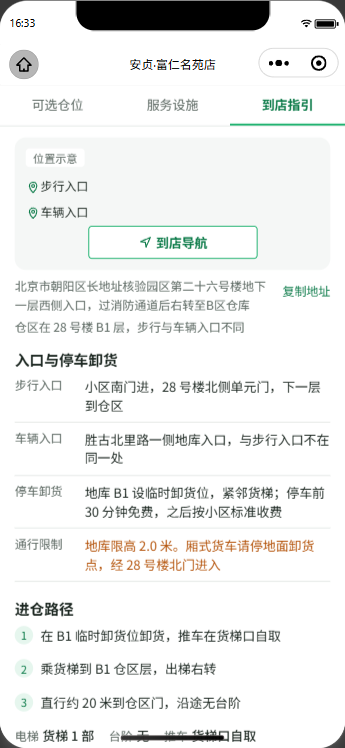 16:33
安贞·富仁名苑店
可选仓位 服务设施 到店指引
位置示意
步行入口
车辆入口
到店导航
北京市朝阳区长地址核验园区第二十六号楼地下
一层西侧入口，过消防通道后右转至B区仓库
复制地址
仓区在 28 号楼 B1 层，步行与车辆入口不同
入口与停车卸货
步行入口 小区南门进，28 号楼北侧单元门，下一层
到仓区
车辆入口 胜古北里路一侧地库入口，与步行入口不在
同一处
停车卸货 地库 B1 设临时卸货位，紧邻货梯；停车前
30 分钟免费，之后按小区标准收费
通行限制 地库限高 2.0 米。厢式货车请停地面卸货
点，经 28 号楼北门进入
进仓路径
1 在 B1 临时卸货位卸货，推车在货梯口自取
2 乘货梯到 B1 仓区层，出梯右转
3 直行约 20 米到仓区门，沿途无台阶
电梯 货梯 1 部 台阶 无 推车 货梯口自取